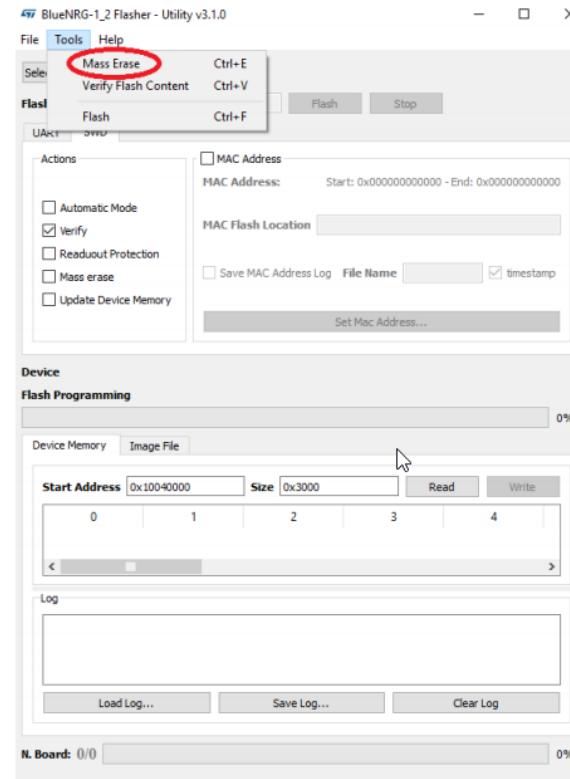 BlueNRG-1_2 Flasher - Utility v3.1.0
File Tools Help
Mass Erase Ctrl+E
Verify Flash Content Ctrl+V
Flash Ctrl+F
Flash Stop
UART SWD
Actions
Automatic Mode
Verify
Readuout Protection
Mass erase
Update Device Memory
MAC Address
MAC Address: Start: 0x000000000000 - End: 0x000000000000
MAC Flash Location
Save MAC Address Log File Name timestamp
Set Mac Address...
Device
Flash Programming
0%
Device Memory Image File
Start Address 0x10040000 Size 0x3000 Read Write
0 1 2 3 4
Log
Load Log... Save Log... Clear Log
N. Board: 0/0 0%